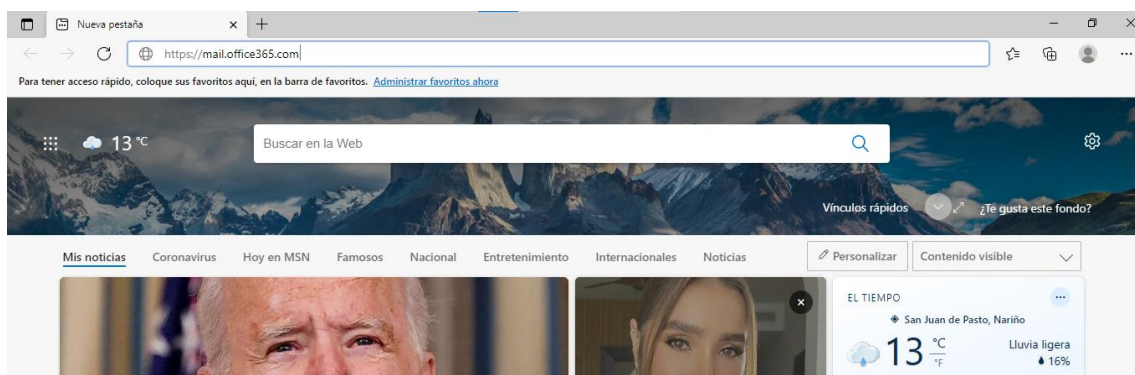 Nueva pestaña
https://mail.office365.com
Para tener acceso rápido, coloque sus favoritos aquí, en la barra de favoritos. Administrar favoritos ahora
13 °C
Buscar en la Web
Vínculos rápidos
¿Te gusta este fondo?
Mis noticias Coronavirus Hoy en MSN Famosos Nacional Entretenimiento Internacionales Noticias
Personalizar
Contenido visible
EL TIEMPO
San Juan de Pasto, Nariño
13 °C °F
Lluvia ligera
16%